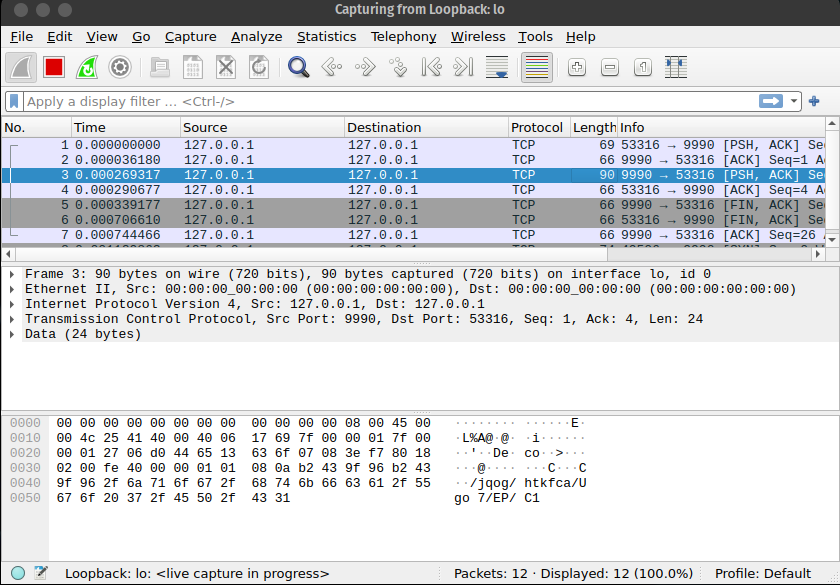 Capturing from Loopback: lo
File Edit View Go Capture Analyze Statistics Telephony Wireless Tools Help
Apply a display filter ... <Ctrl-/>
No. Time Source Destination Protocol Length Info
1 0.000000000 127.0.0.1 127.0.0.1 TCP 69 53316 → 9990 [PSH, ACK] Se
2 0.000036180 127.0.0.1 127.0.0.1 TCP 66 9990 → 53316 [ACK] Seq=1 A
3 0.000269317 127.0.0.1 127.0.0.1 TCP 90 9990 → 53316 [PSH, ACK] Se
4 0.000290677 127.0.0.1 127.0.0.1 TCP 66 53316 → 9990 [ACK] Seq=4 A
5 0.000339177 127.0.0.1 127.0.0.1 TCP 66 9990 → 53316 [FIN, ACK] Se
6 0.000706610 127.0.0.1 127.0.0.1 TCP 66 53316 → 9990 [FIN, ACK] Se
7 0.000744466 127.0.0.1 127.0.0.1 TCP 66 9990 → 53316 [ACK] Seq=26
Frame 3: 90 bytes on wire (720 bits), 90 bytes captured (720 bits) on interface lo, id 0
Ethernet II, Src: 00:00:00_00:00:00 (00:00:00:00:00:00), Dst: 00:00:00_00:00:00 (00:00:00:00:00:00)
Internet Protocol Version 4, Src: 127.0.0.1, Dst: 127.0.0.1
Transmission Control Protocol, Src Port: 9990, Dst Port: 53316, Seq: 1, Ack: 4, Len: 24
Data (24 bytes)
0000 00 00 00 00 00 00 00 00 00 00 00 00 08 00 45 00 ········ ······E·
0010 00 4c 25 41 40 00 40 06 17 69 7f 00 00 01 7f 00 ·L%A@·@· ·i······
0020 00 01 27 06 d0 44 65 13 63 6f 07 08 3e f7 80 18 ··'··De· co··>···
0030 02 00 fe 40 00 00 01 01 08 0a b2 43 9f 96 b2 43 ···@···· ···C···C
0040 9f 96 2f 6a 71 6f 67 2f 68 74 6b 66 63 61 2f 55 ··/jqog/ htkfca/U
0050 67 6f 20 37 2f 45 50 2f 43 31 go 7/EP/ C1
Loopback: lo: <live capture in progress> Packets: 12 · Displayed: 12 (100.0%) Profile: Default